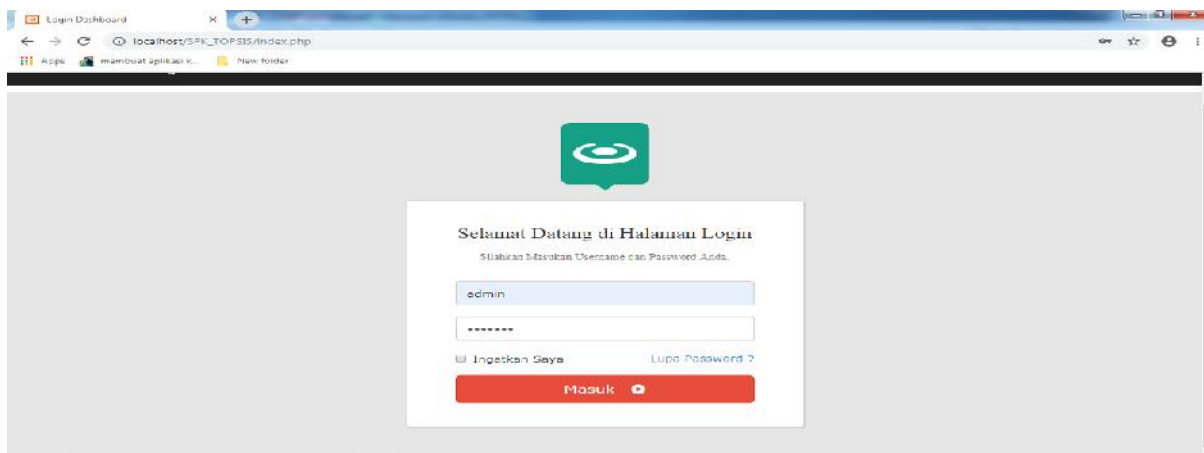 Login Dashboard
localhost/SPK_TOPSIS/index.php
Apps mambuat aplikasi k... New folder
Selamat Datang di Halaman Login
Silahkan Masukan Username dan Password Anda.
admin
Ingatkan Saya Lupa Password ?
Masuk